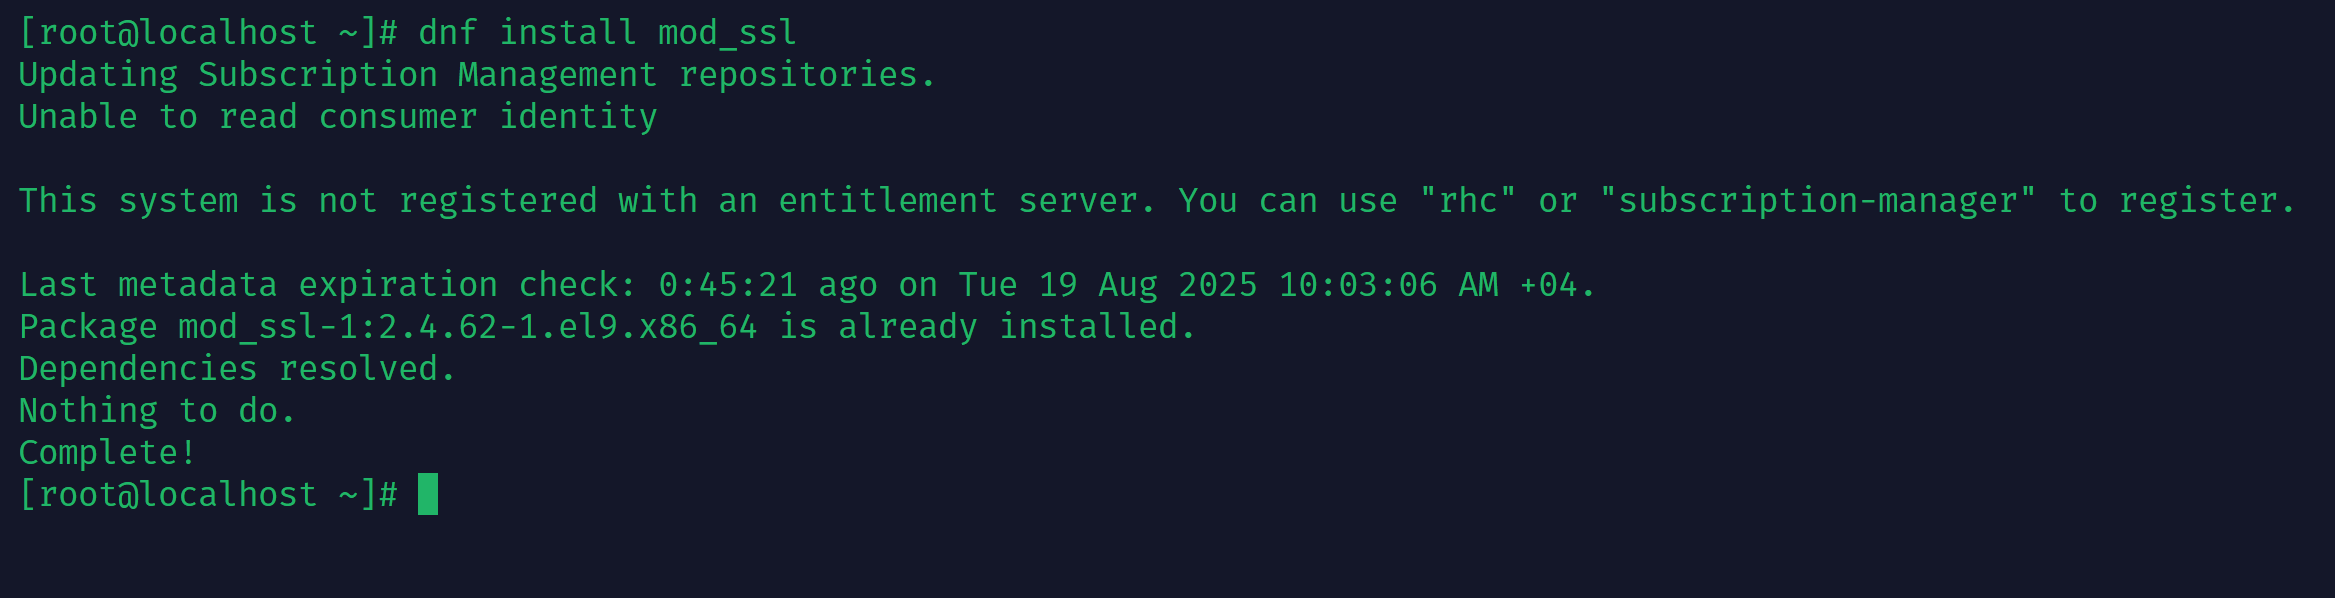 [root@localhost ~]# dnf install mod_ssl
Updating Subscription Management repositories.
Unable to read consumer identity
This system is not registered with an entitlement server. You can use "rhc" or "subscription-manager" to register.
Last metadata expiration check: 0:45:21 ago on Tue 19 Aug 2025 10:03:06 AM +04.
Package mod_ssl-1:2.4.62-1.el9.x86_64 is already installed.
Dependencies resolved.
Nothing to do.
Complete!
[root@localhost ~]#